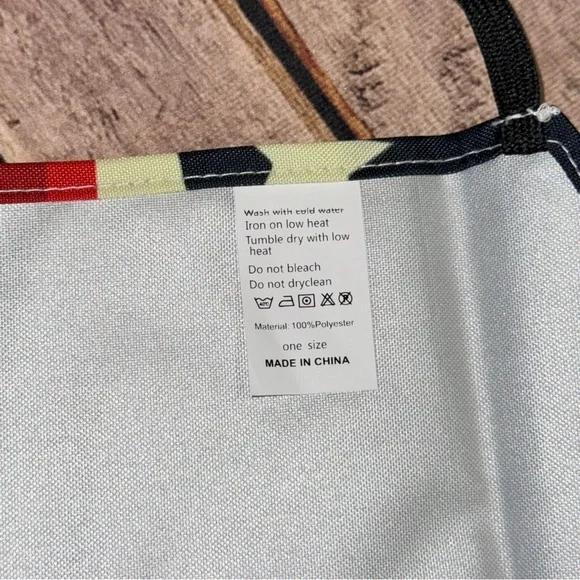 Wash with cold water
Iron on low heat
Tumble dry with low
heat
Do not bleach
Do not dryclean
Material: 100%Polyester
one size
MADE IN CHINA